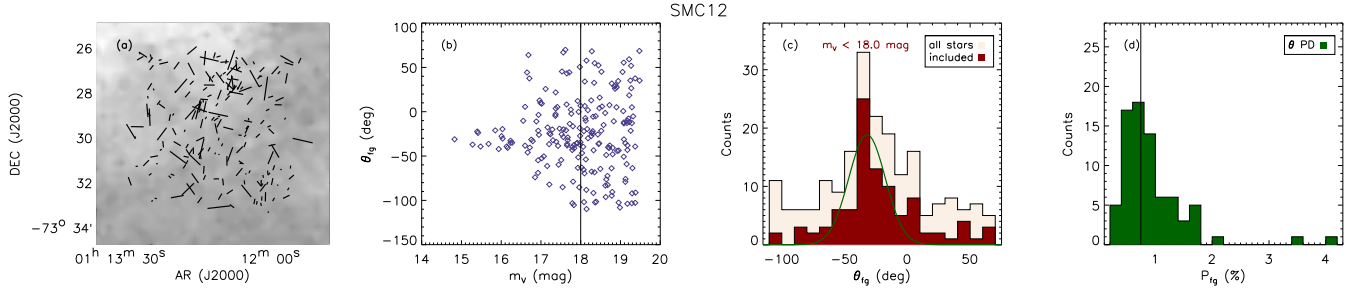 SMC12
(a)
26
28
30
32
−73° 34'
DEC (J2000)
01ʰ 13ᵐ 30ˢ
12ᵐ 00ˢ
AR (J2000)
(b)
100
50
0
−50
−100
−150
θfg (deg)
14 15 16 17 18 19 20
mV (mag)
(c)
mV < 18.0 mag
all stars
included
30
20
10
0
Counts
−100 −50 0 50
θfg (deg)
(d)
θ PD
25
20
15
10
5
0
Counts
1 2 3 4
Pfg (%)